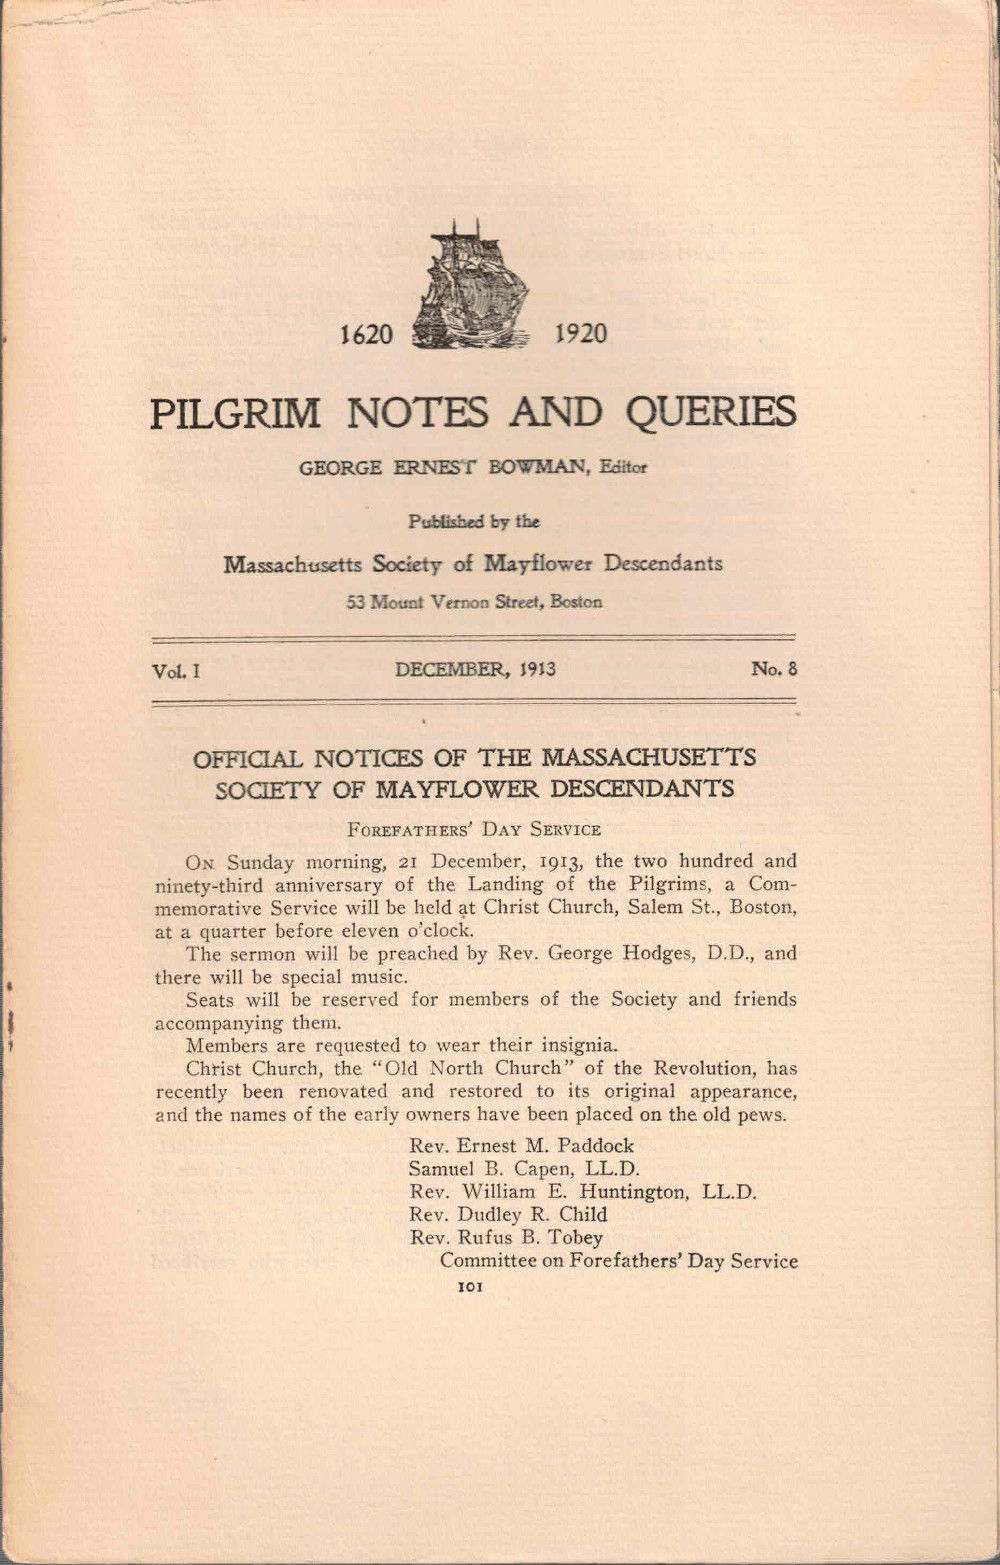 1620 1920
PILGRIM NOTES AND QUERIES
GEORGE ERNEST BOWMAN, Editor
Published by the
Massachusetts Society of Mayflower Descendants
53 Mount Vernon Street, Boston
Vol. I DECEMBER, 1913 No. 8
OFFICIAL NOTICES OF THE MASSACHUSETTS
SOCIETY OF MAYFLOWER DESCENDANTS
FOREFATHERS' DAY SERVICE
ON Sunday morning, 21 December, 1913, the two hundred and
ninety-third anniversary of the Landing of the Pilgrims, a Com-
memorative Service will be held at Christ Church, Salem St., Boston,
at a quarter before eleven o'clock.
The sermon will be preached by Rev. George Hodges, D.D., and
there will be special music.
Seats will be reserved for members of the Society and friends
accompanying them.
Members are requested to wear their insignia.
Christ Church, the "Old North Church" of the Revolution, has
recently been renovated and restored to its original appearance,
and the names of the early owners have been placed on the old pews.
Rev. Ernest M. Paddock
Samuel B. Capen, LL.D.
Rev. William E. Huntington, LL.D.
Rev. Dudley R. Child
Rev. Rufus B. Tobey
Committee on Forefathers' Day Service
101